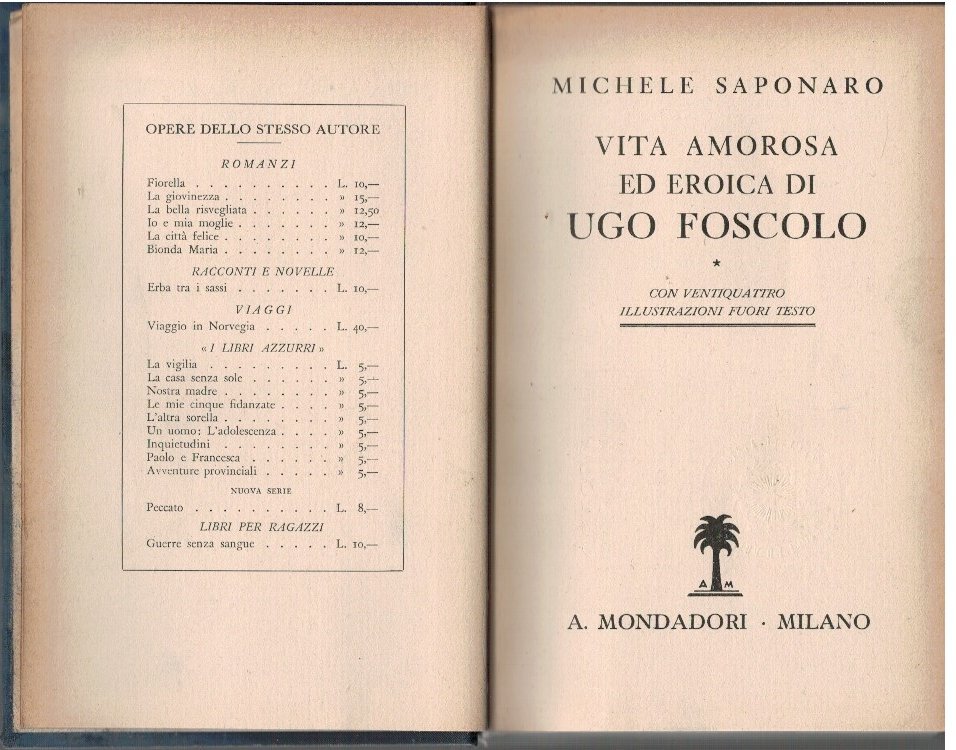 OPERE DELLO STESSO AUTORE
ROMANZI
Fiorella . . . . . . . . . . L. 10,—
La giovinezza . . . . . . . . » 15,—
La bella risvegliata . . . . . . » 12,50
Io e mia moglie . . . . . . . » 12,—
La città felice . . . . . . . . » 10,—
Bionda Maria . . . . . . . . » 12,—
RACCONTI E NOVELLE
Erba tra i sassi . . . . . . . L. 10,—
VIAGGI
Viaggio in Norvegia . . . . . L. 40,—
« I LIBRI AZZURRI »
La vigilia . . . . . . . . . . L. 5,—
La casa senza sole . . . . . . » 5,—
Nostra madre . . . . . . . . » 5,—
Le mie cinque fidanzate . . . . » 5,—
L'altra sorella . . . . . . . . » 5,—
Un uomo: L'adolescenza . . . . » 5,—
Inquietudini . . . . . . . . » 5,—
Paolo e Francesca . . . . . . » 5,—
Avventure provinciali . . . . . » 5,—
NUOVA SERIE
Peccato . . . . . . . . . . L. 8,—
LIBRI PER RAGAZZI
Guerre senza sangue . . . . . L. 10,—
MICHELE SAPONARO
VITA AMOROSA
ED EROICA DI
UGO FOSCOLO
*
CON VENTIQUATTRO
ILLUSTRAZIONI FUORI TESTO
A M
A. MONDADORI · MILANO